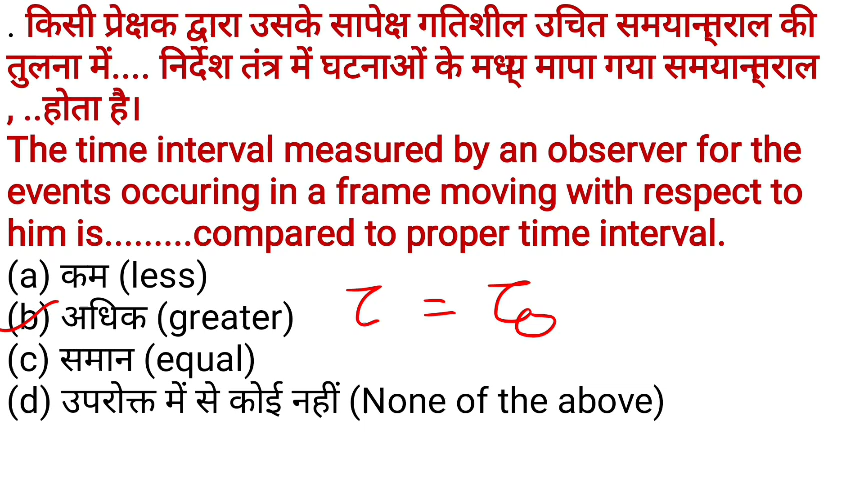 . किसी प्रेक्षक द्वारा उसके सापेक्ष गतिशील उचित समयान्तराल की
तुलना में.... निर्देश तंत्र में घटनाओं के मध्य मापा गया समयान्तराल
, ..होता है।
The time interval measured by an observer for the
events occuring in a frame moving with respect to
him is.........compared to proper time interval.
(a) कम (less)
(b) अधिक (greater) τ = τ₀
(c) समान (equal)
(d) उपरोक्त में से कोई नहीं (None of the above)